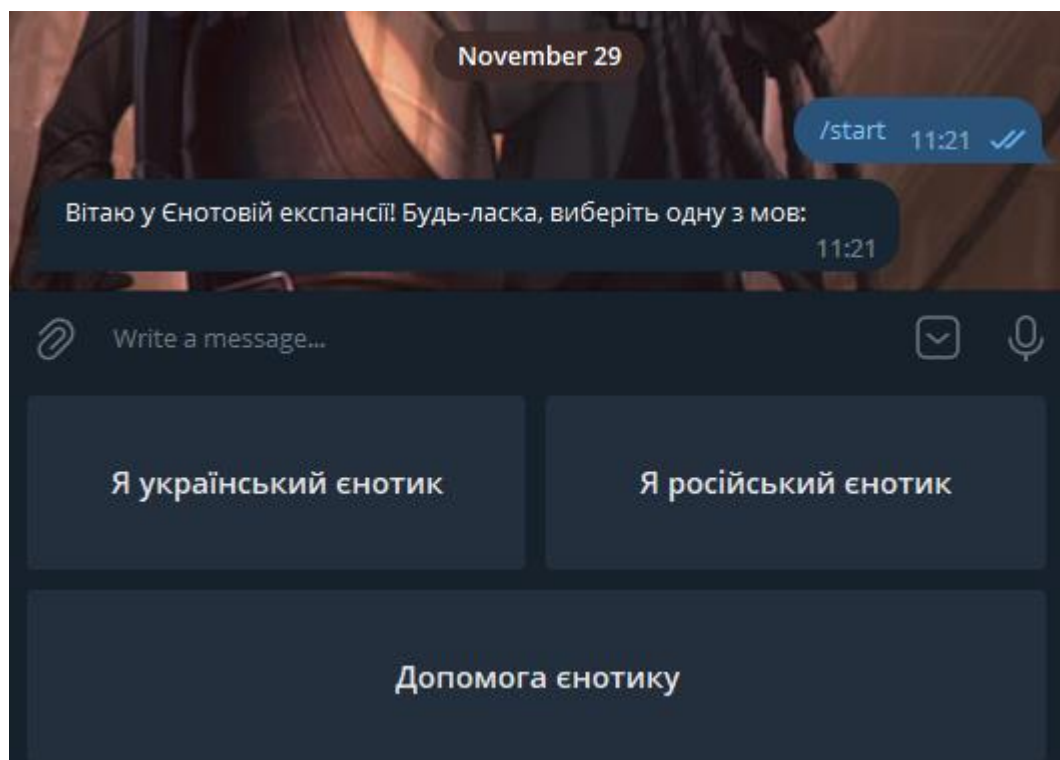 November 29
/start 11:21
Вітаю у Єнотовій експансії! Будь-ласка, виберіть одну з мов:
11:21
Write a message...
Я український єнотик
Я російський єнотик
Допомога єнотику